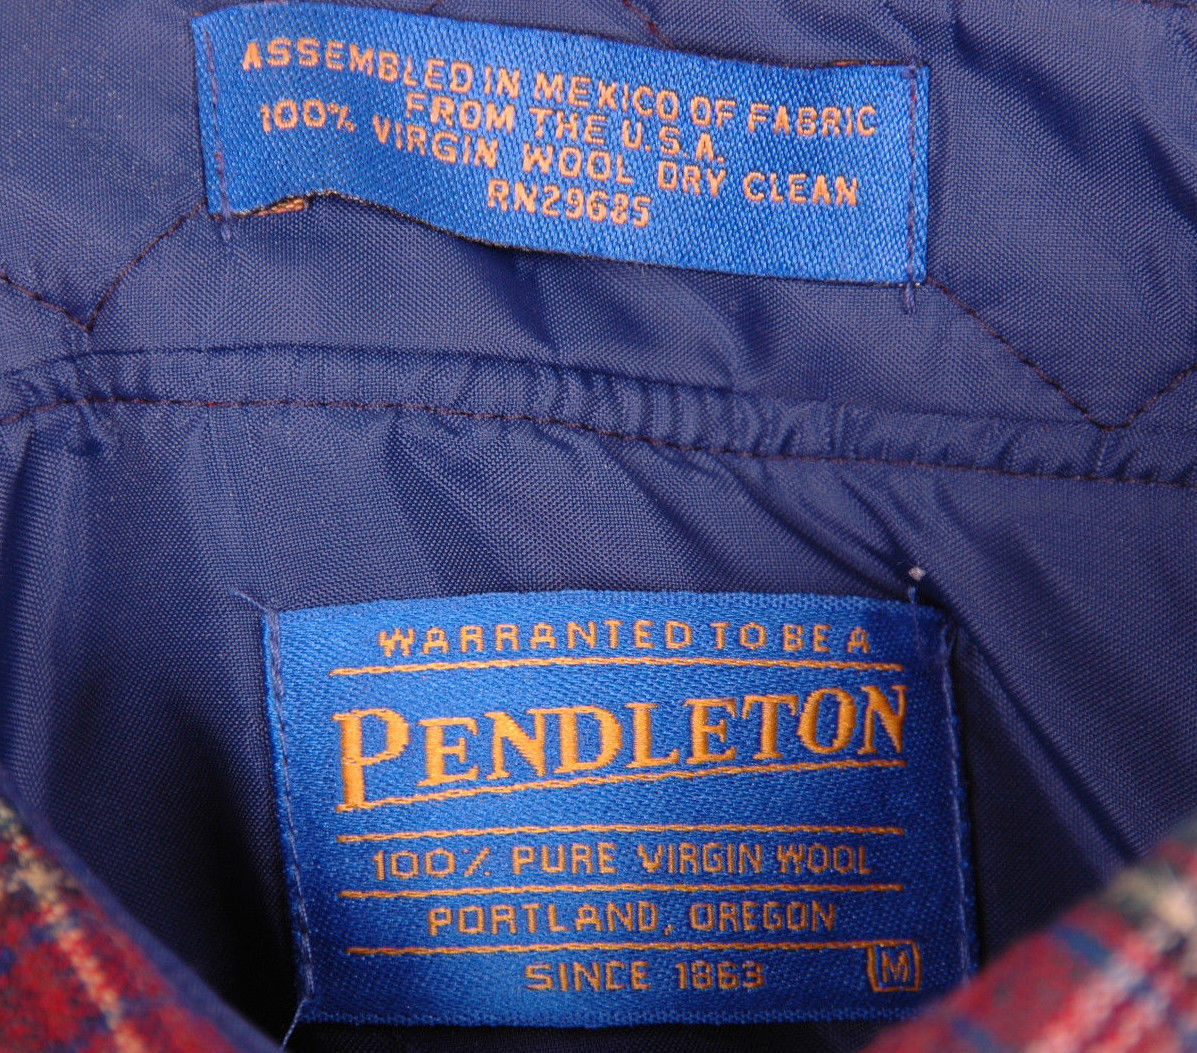 ASSEMBLED IN MEXICO OF FABRIC
FROM THE U.S.A.
100% VIRGIN WOOL DRY CLEAN
RN29685
WARRANTED TO BE A
PENDLETON
100% PURE VIRGIN WOOL
PORTLAND, OREGON
SINCE 1863
M